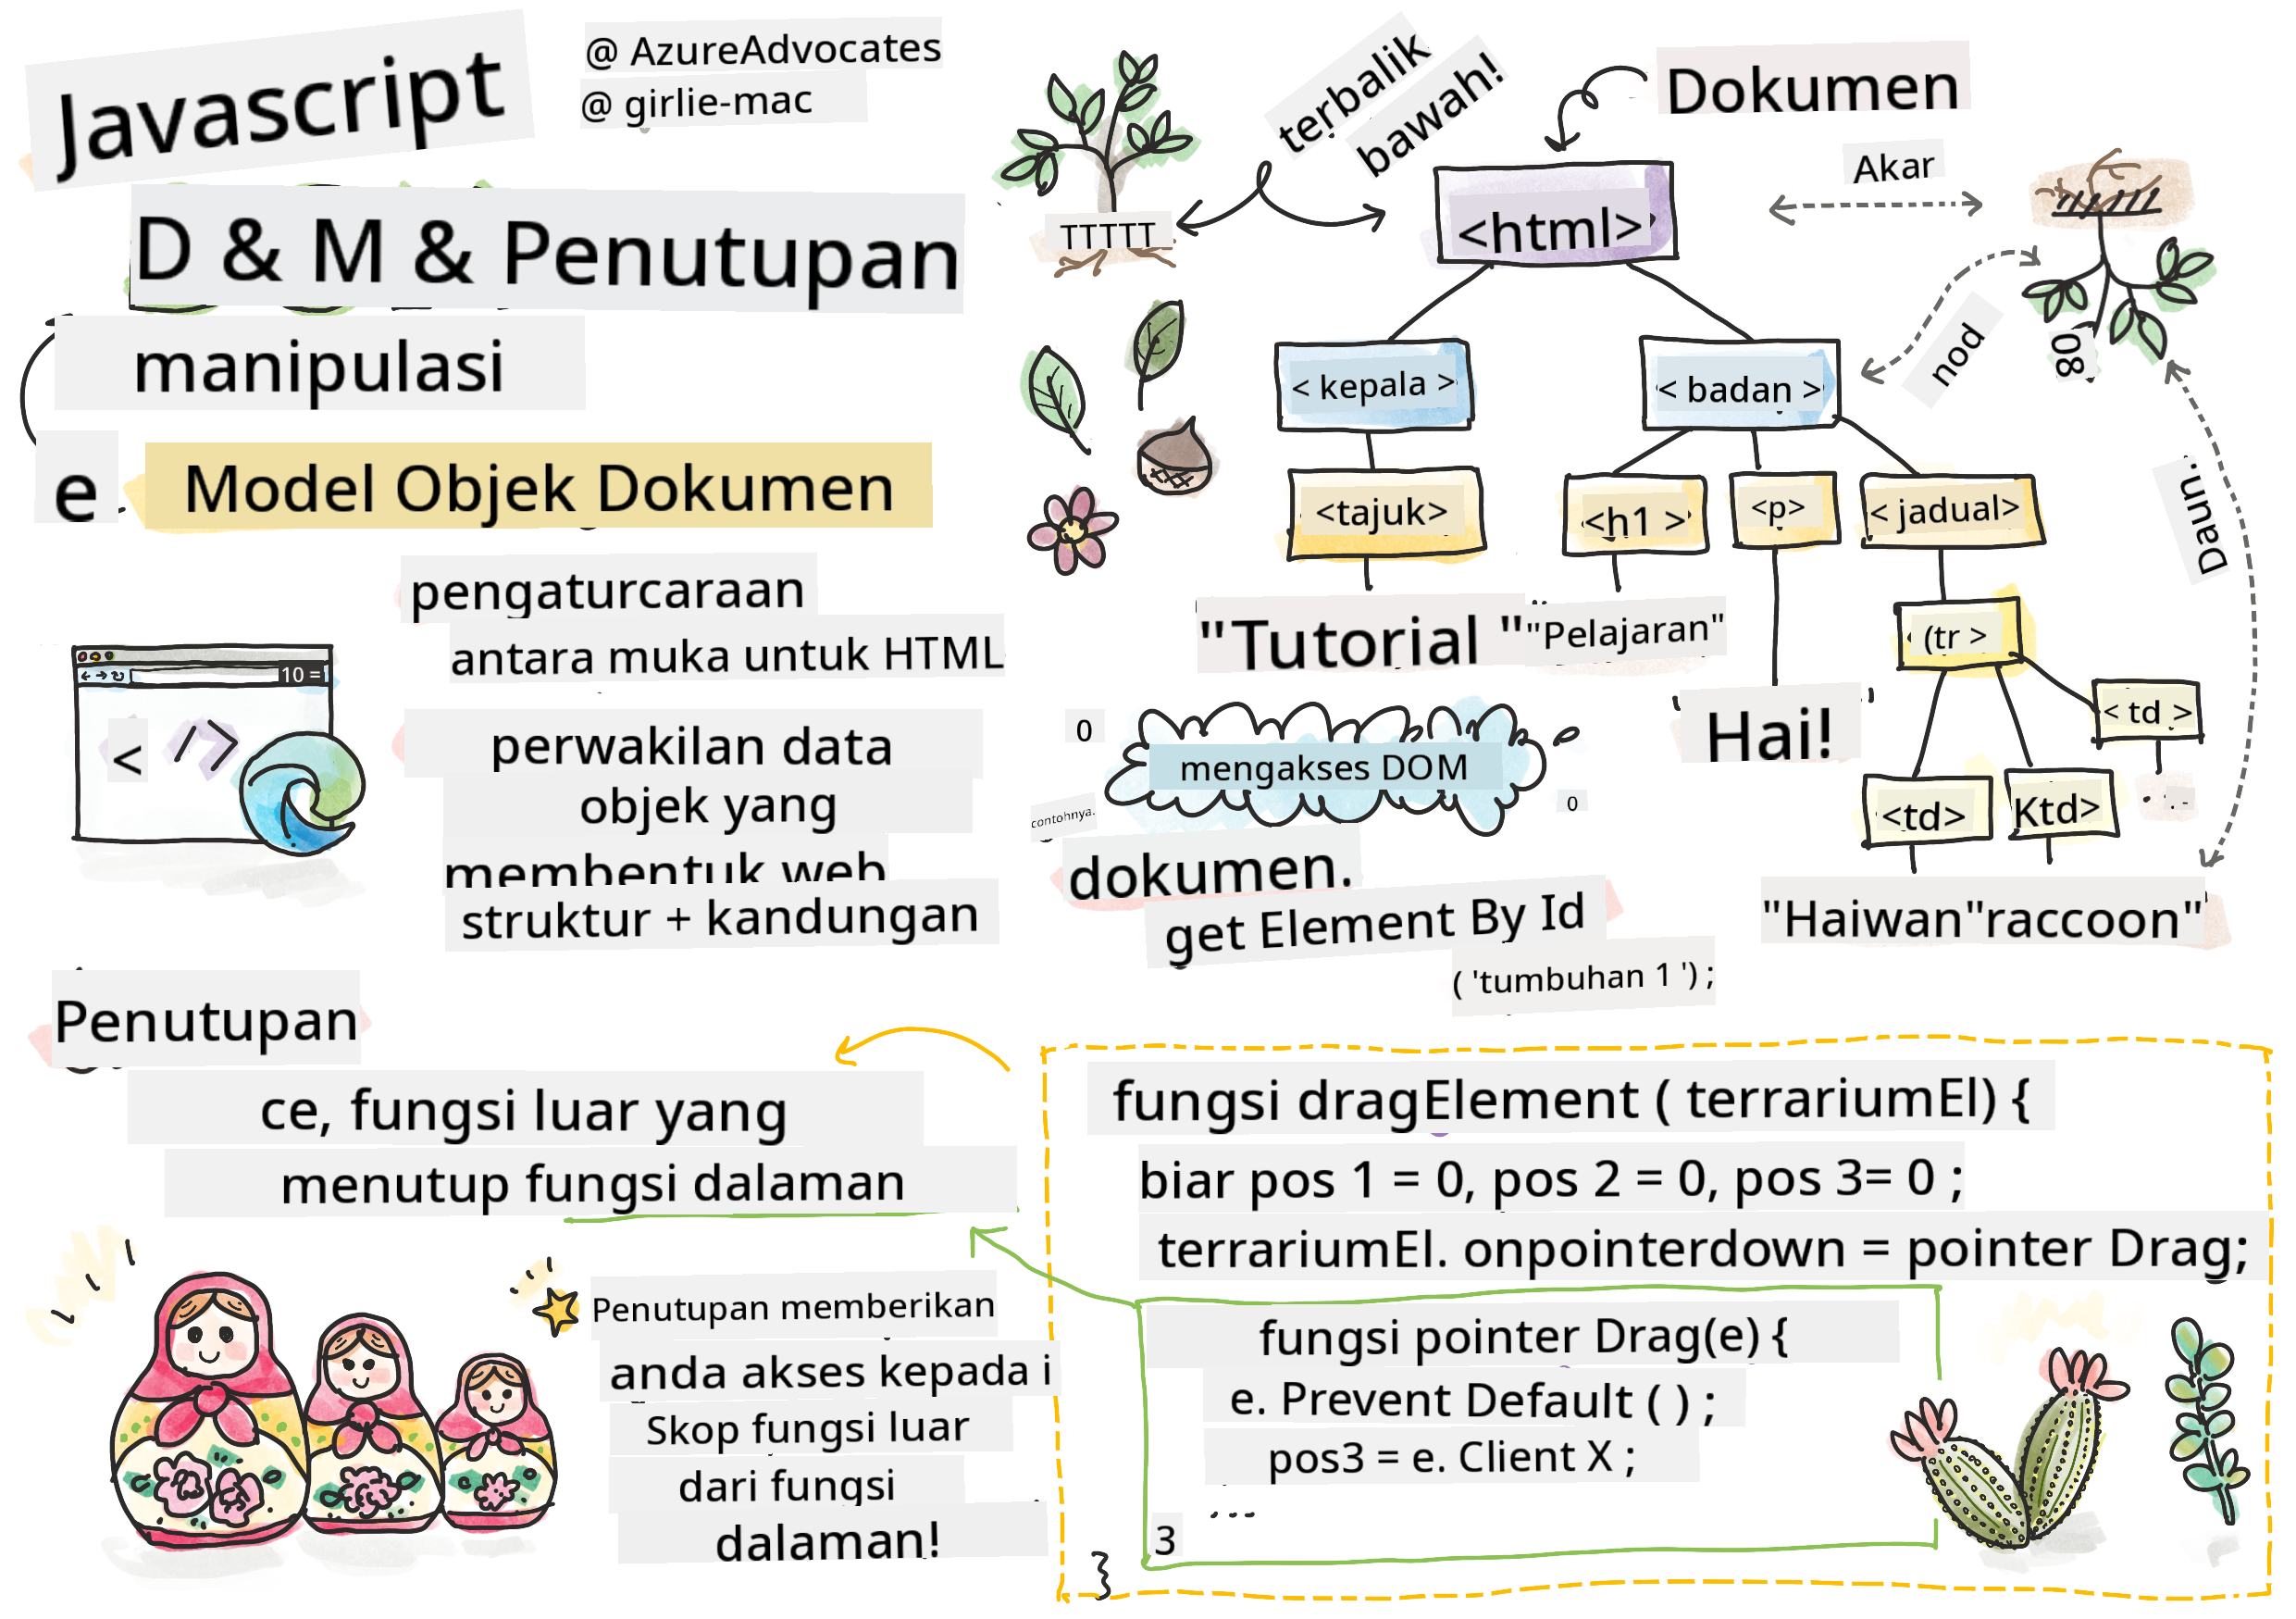 Javascript
@ AzureAdvocates
@ girlie-mac
D & M & Penutupan
manipulasi
e
Model Objek Dokumen
pengaturcaraan
antara muka untuk HTML
10 =
< />
perwakilan data
objek yang
membentuk web
struktur + kandungan
TTTTT
terbalik
bawah!
Dokumen
Akar
nod
08
Daun.
<html>
< kepala >
< badan >
<tajuk>
<h1 >
<p>
< jadual>
"Tutorial "
"Pelajaran"
(tr >
Hai!
< td >
<td>
Ktd>
"Haiwan"raccoon"
0
mengakses DOM
0
contohnya.
dokumen.
get Element By Id
( 'tumbuhan 1 ') ;
Penutupan
ce, fungsi luar yang
menutup fungsi dalaman
Penutupan memberikan
anda akses kepada i
Skop fungsi luar
dari fungsi
dalaman!
fungsi dragElement ( terrariumEl) {
biar pos 1 = 0, pos 2 = 0, pos 3= 0 ;
terrariumEl. onpointerdown = pointer Drag;
fungsi pointer Drag(e) {
e. Prevent Default ( ) ;
pos3 = e. Client X ;
...
3
}